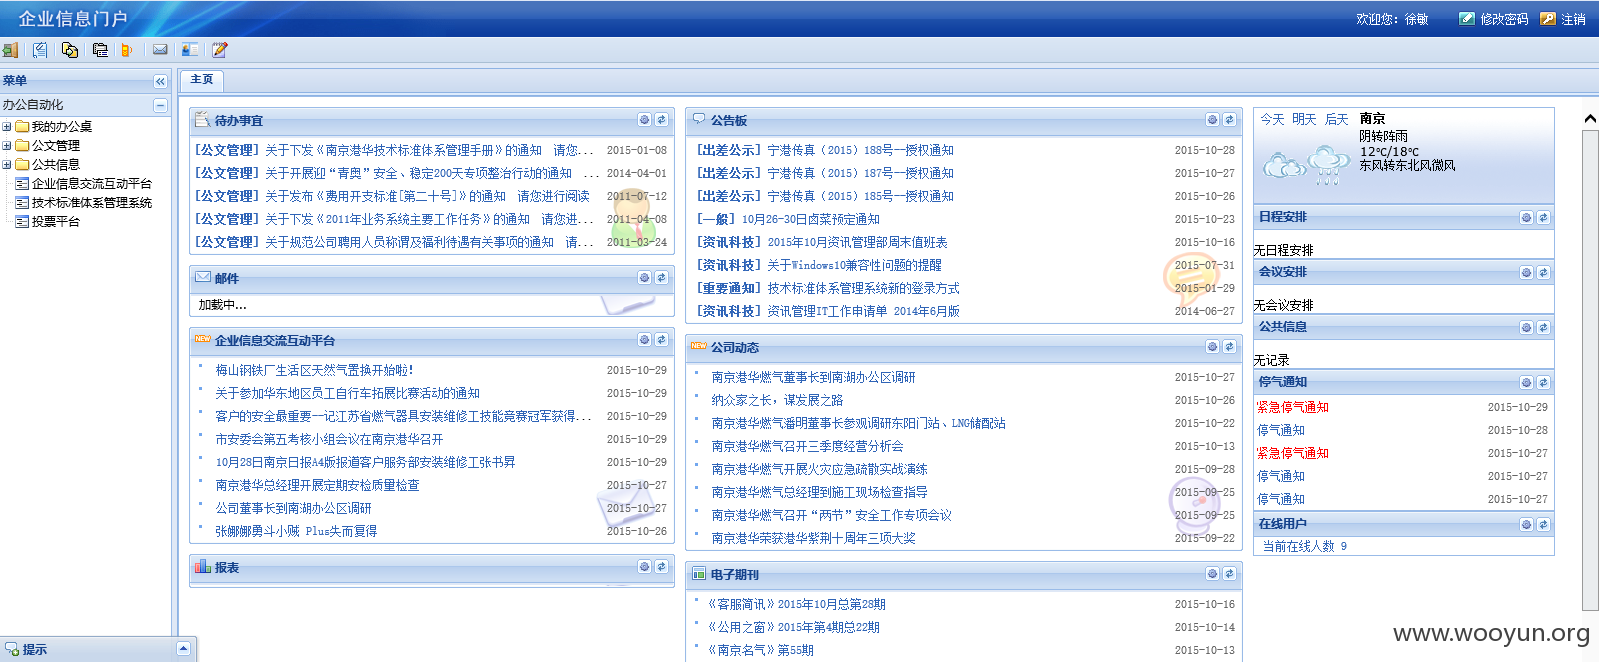 企业信息门户
欢迎您：徐敏 修改密码 注销
菜单
办公自动化
我的办公桌
公文管理
公共信息
企业信息交流互动平台
技术标准体系管理系统
投票平台
提示
主页
待办事宜
[公文管理] 关于下发《南京港华技术标准体系管理手册》的通知 请您... 2015-01-08
[公文管理] 关于开展迎“青奥”安全、稳定200天专项整治行动的通知 ... 2014-04-01
[公文管理] 关于发布《费用开支标准[第二十号]》的通知 请您进行阅读 2011-07-12
[公文管理] 关于下发《2011年业务系统主要工作任务》的通知 请您进... 2011-04-08
[公文管理] 关于规范公司聘用人员称谓及福利待遇有关事项的通知 请... 2011-03-24
邮件
加载中...
企业信息交流互动平台
梅山钢铁厂生活区天然气置换开始啦！ 2015-10-29
关于参加华东地区员工自行车拓展比赛活动的通知 2015-10-29
客户的安全最重要—记江苏省燃气器具安装维修工技能竞赛冠军获得... 2015-10-29
市安委会第五考核小组会议在南京港华召开 2015-10-29
10月28日南京日报A4版报道客户服务部安装维修工张书昇 2015-10-29
南京港华总经理开展定期安检质量检查 2015-10-27
公司董事长到南湖办公区调研 2015-10-27
张娜娜勇斗小贼 Plus失而复得 2015-10-26
报表
公告板
[出差公示] 宁港传真（2015）188号--授权通知 2015-10-28
[出差公示] 宁港传真（2015）187号--授权通知 2015-10-27
[出差公示] 宁港传真（2015）185号--授权通知 2015-10-26
[一般] 10月26-30日卤菜预定通知 2015-10-23
[资讯科技] 2015年10月资讯管理部周末值班表 2015-10-16
[资讯科技] 关于Windows10兼容性问题的提醒 2015-07-31
[重要通知] 技术标准体系管理系统新的登录方式 2015-01-29
[资讯科技] 资讯管理IT工作申请单 2014年6月版 2014-06-27
公司动态
南京港华燃气董事长到南湖办公区调研 2015-10-27
纳众家之长，谋发展之路 2015-10-26
南京港华燃气潘明董事长参观调研东阳门站、LNG储配站 2015-10-22
南京港华燃气召开三季度经营分析会 2015-10-13
南京港华燃气开展火灾应急疏散实战演练 2015-09-28
南京港华燃气总经理到施工现场检查指导 2015-09-25
南京港华燃气召开“两节”安全工作专项会议 2015-09-25
南京港华荣获港华紫荆十周年三项大奖 2015-09-22
电子期刊
《客服简讯》2015年10月总第28期 2015-10-16
《公用之窗》2015年第4期总22期 2015-10-14
《南京名气》第55期 2015-10-13
今天 明天 后天 南京
阴转阵雨
12℃/18℃
东风转东北风微风
日程安排
无日程安排
会议安排
无会议安排
公共信息
无记录
停气通知
紧急停气通知 2015-10-29
停气通知 2015-10-28
紧急停气通知 2015-10-27
停气通知 2015-10-27
停气通知 2015-10-27
在线用户
当前在线人数 9
www.wooyun.org